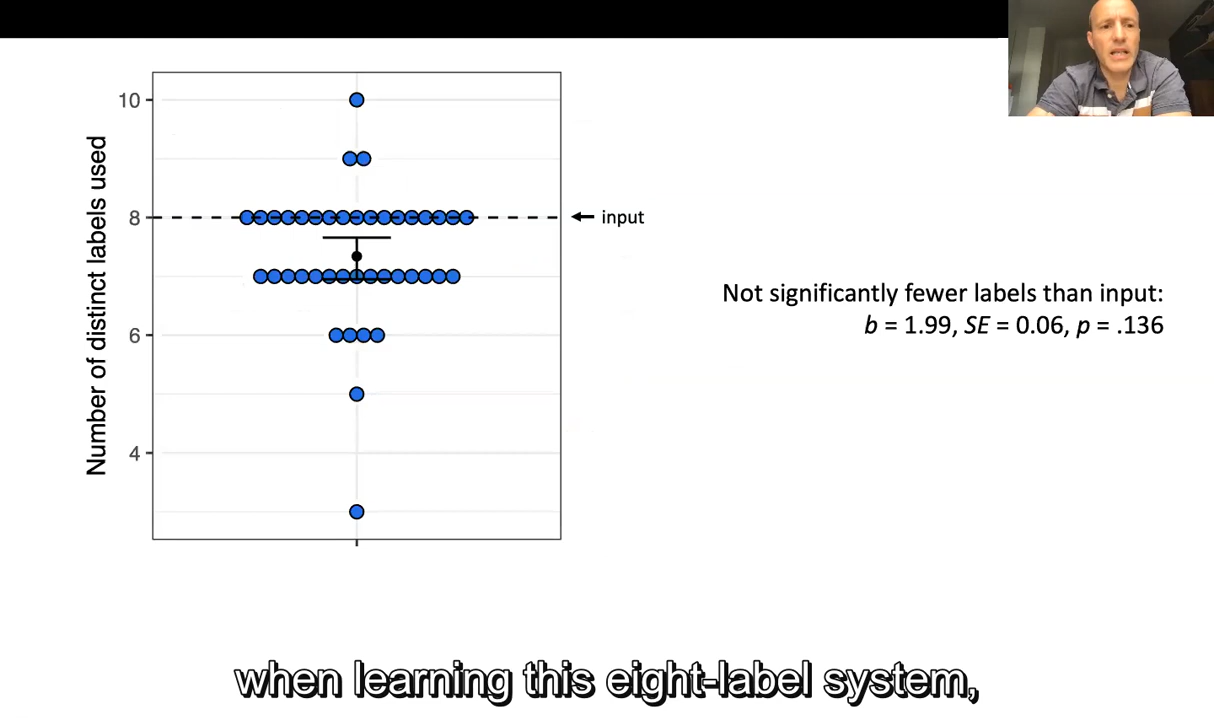 10
8
6
4
Number of distinct labels used
input
Not significantly fewer labels than input:
b = 1.99, SE = 0.06, p = .136
when learning this eight-label system,